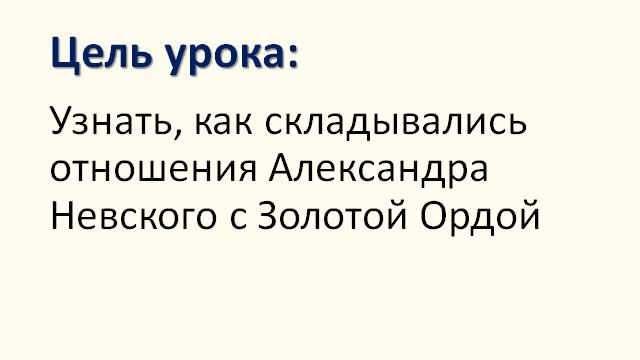 Цель урока:
Узнать, как складывались
отношения Александра
Невского с Золотой Ордой